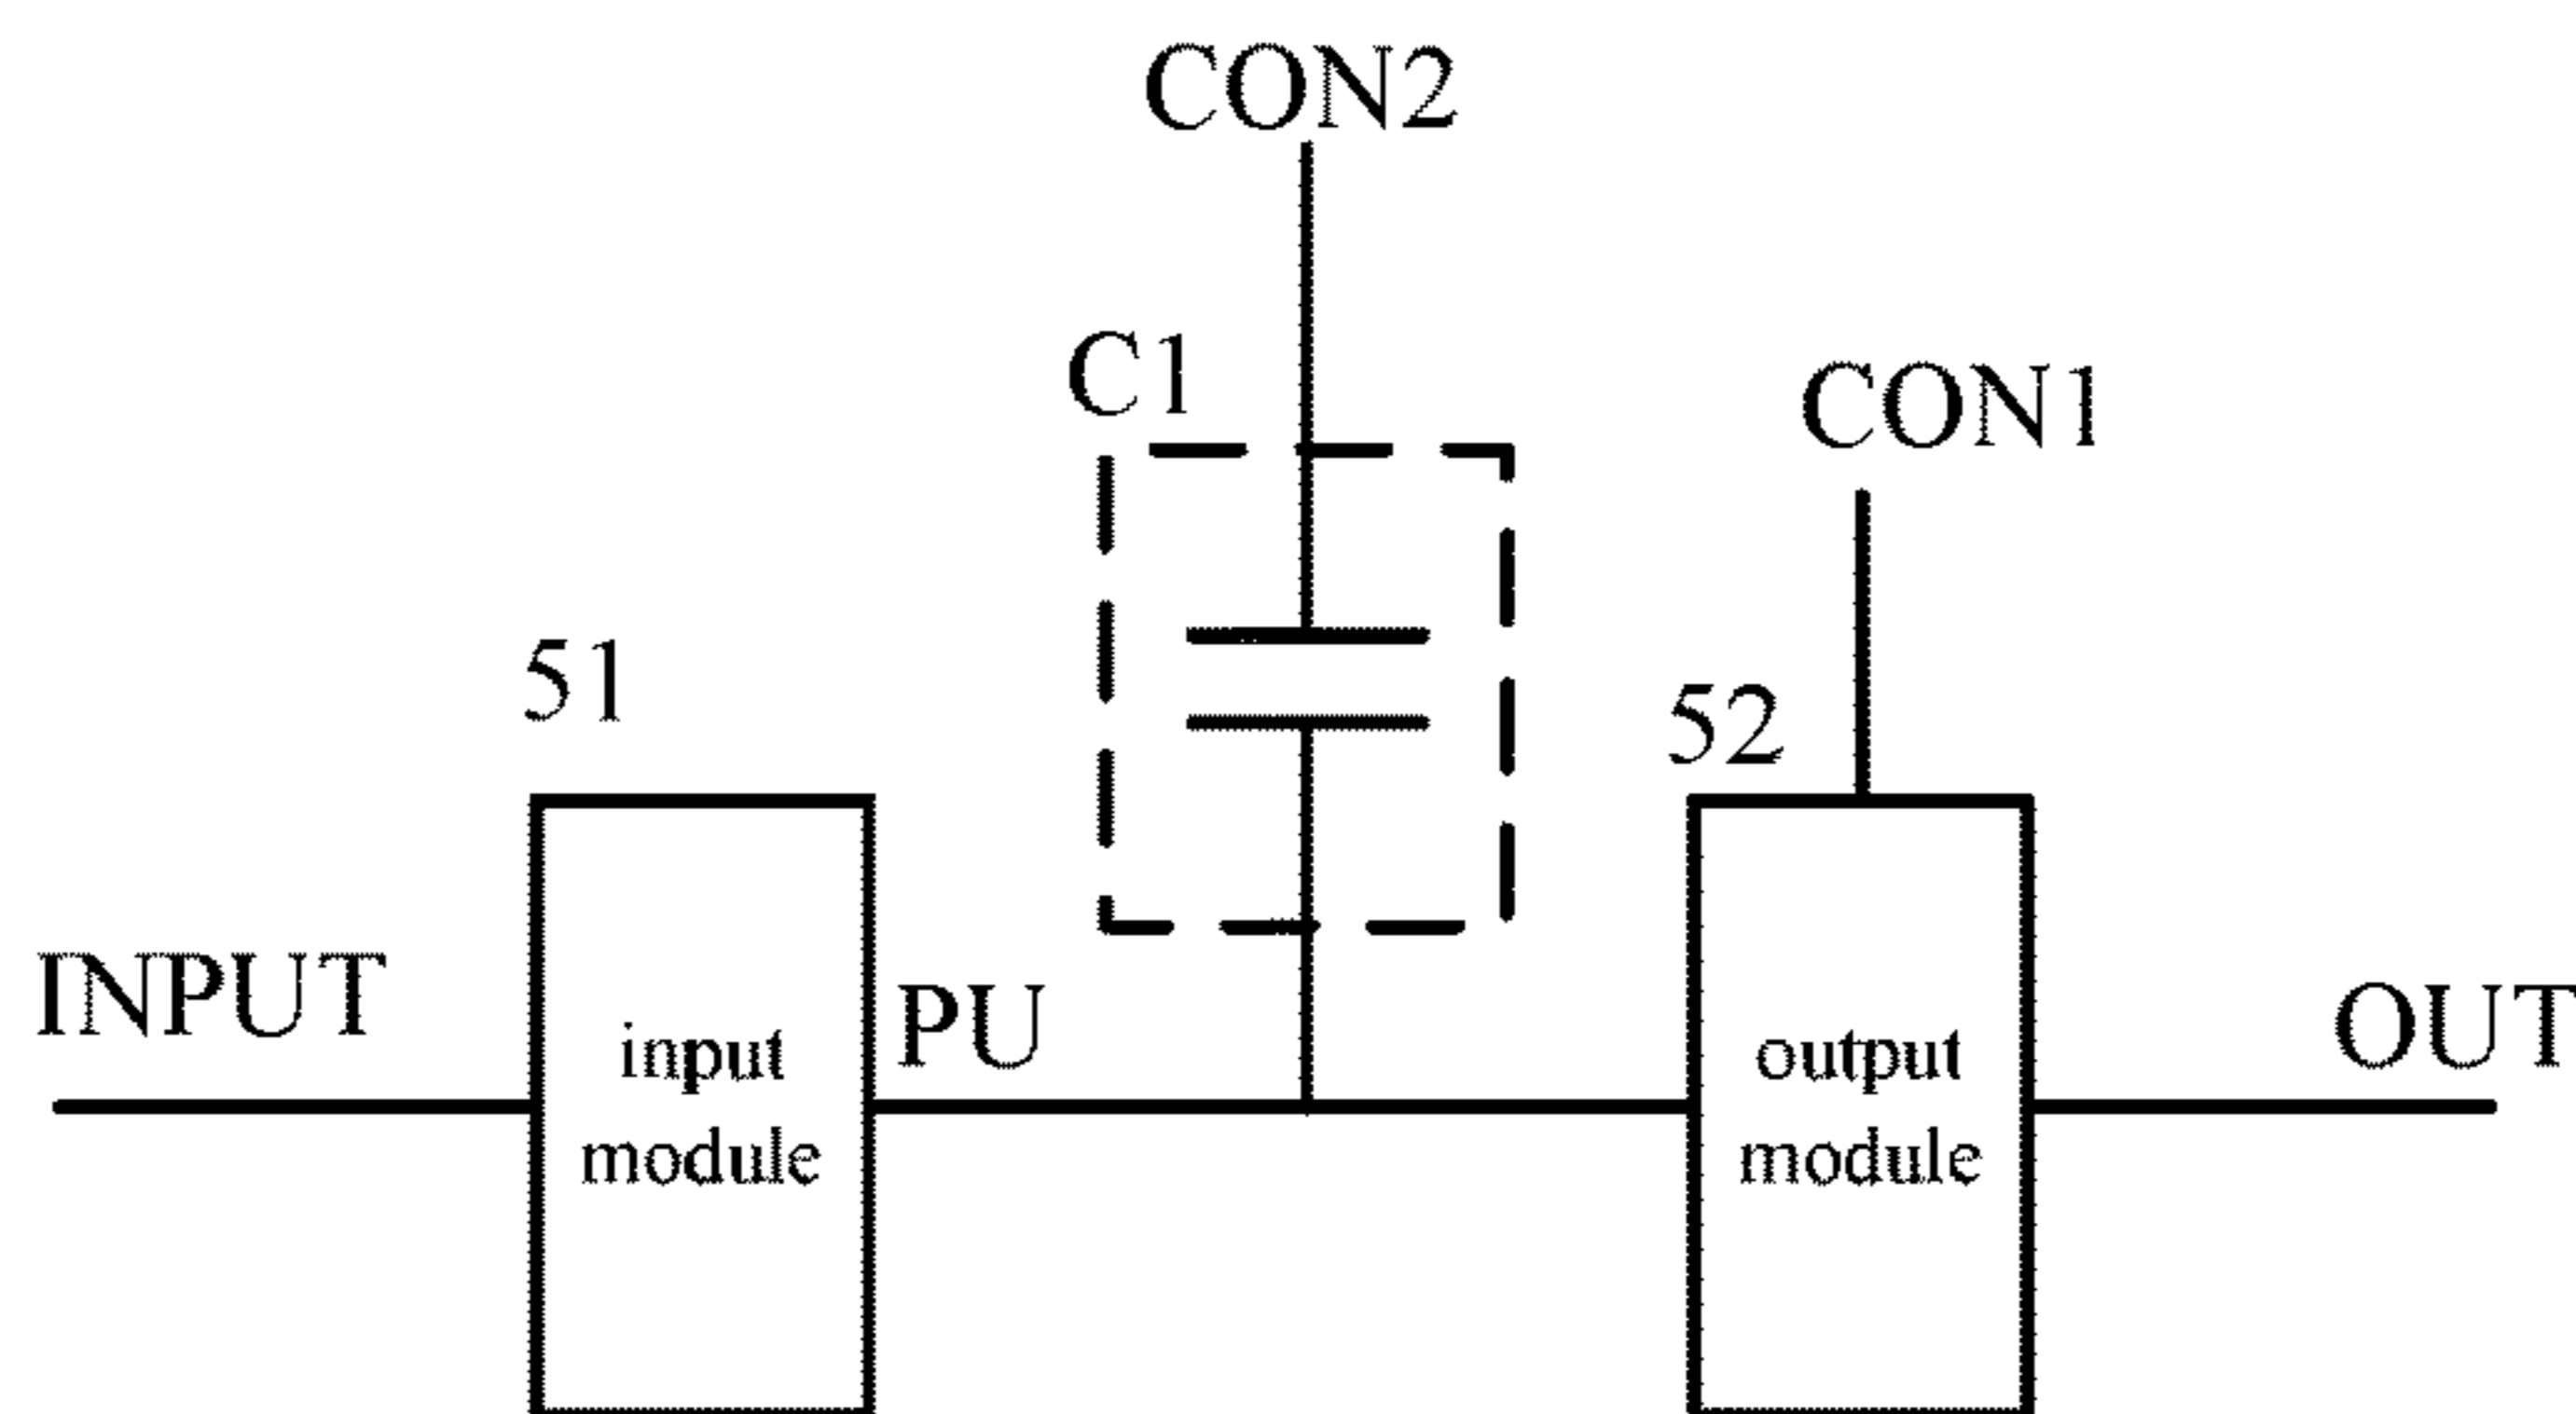 CON2
C1
CON1
51
52
INPUT
PU
OUT
input
module
output
module